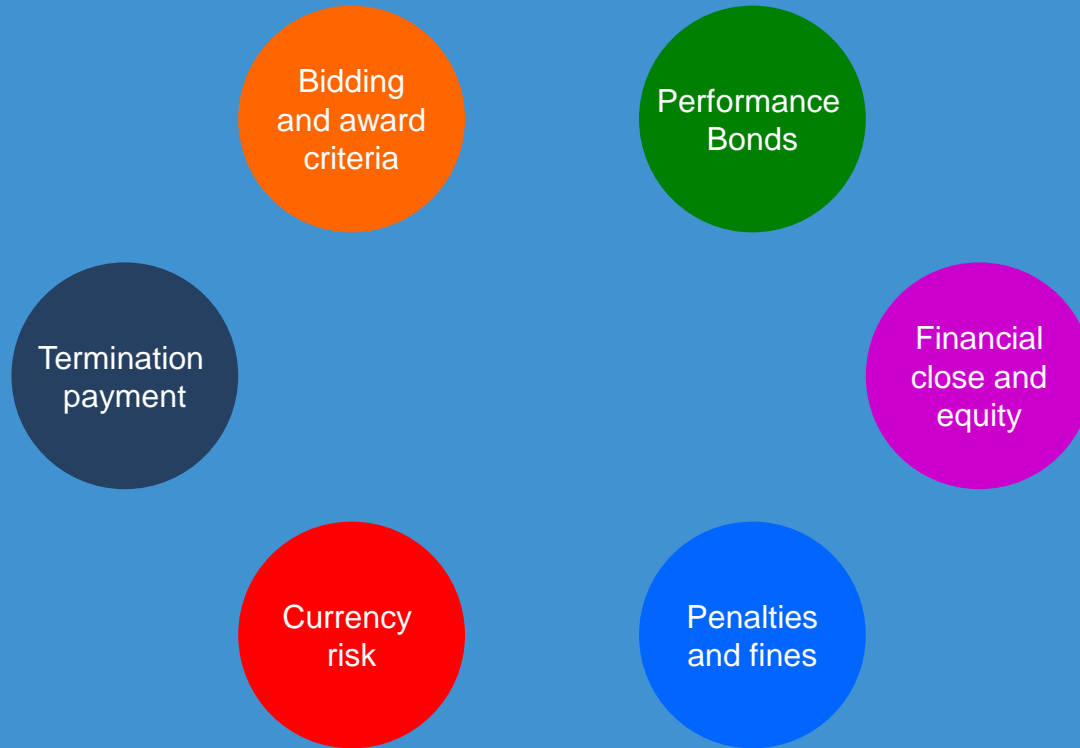 Bidding
and award
criteria
Performance
Bonds
Termination
payment
Financial
close and
equity
Currency
risk
Penalties
and fines